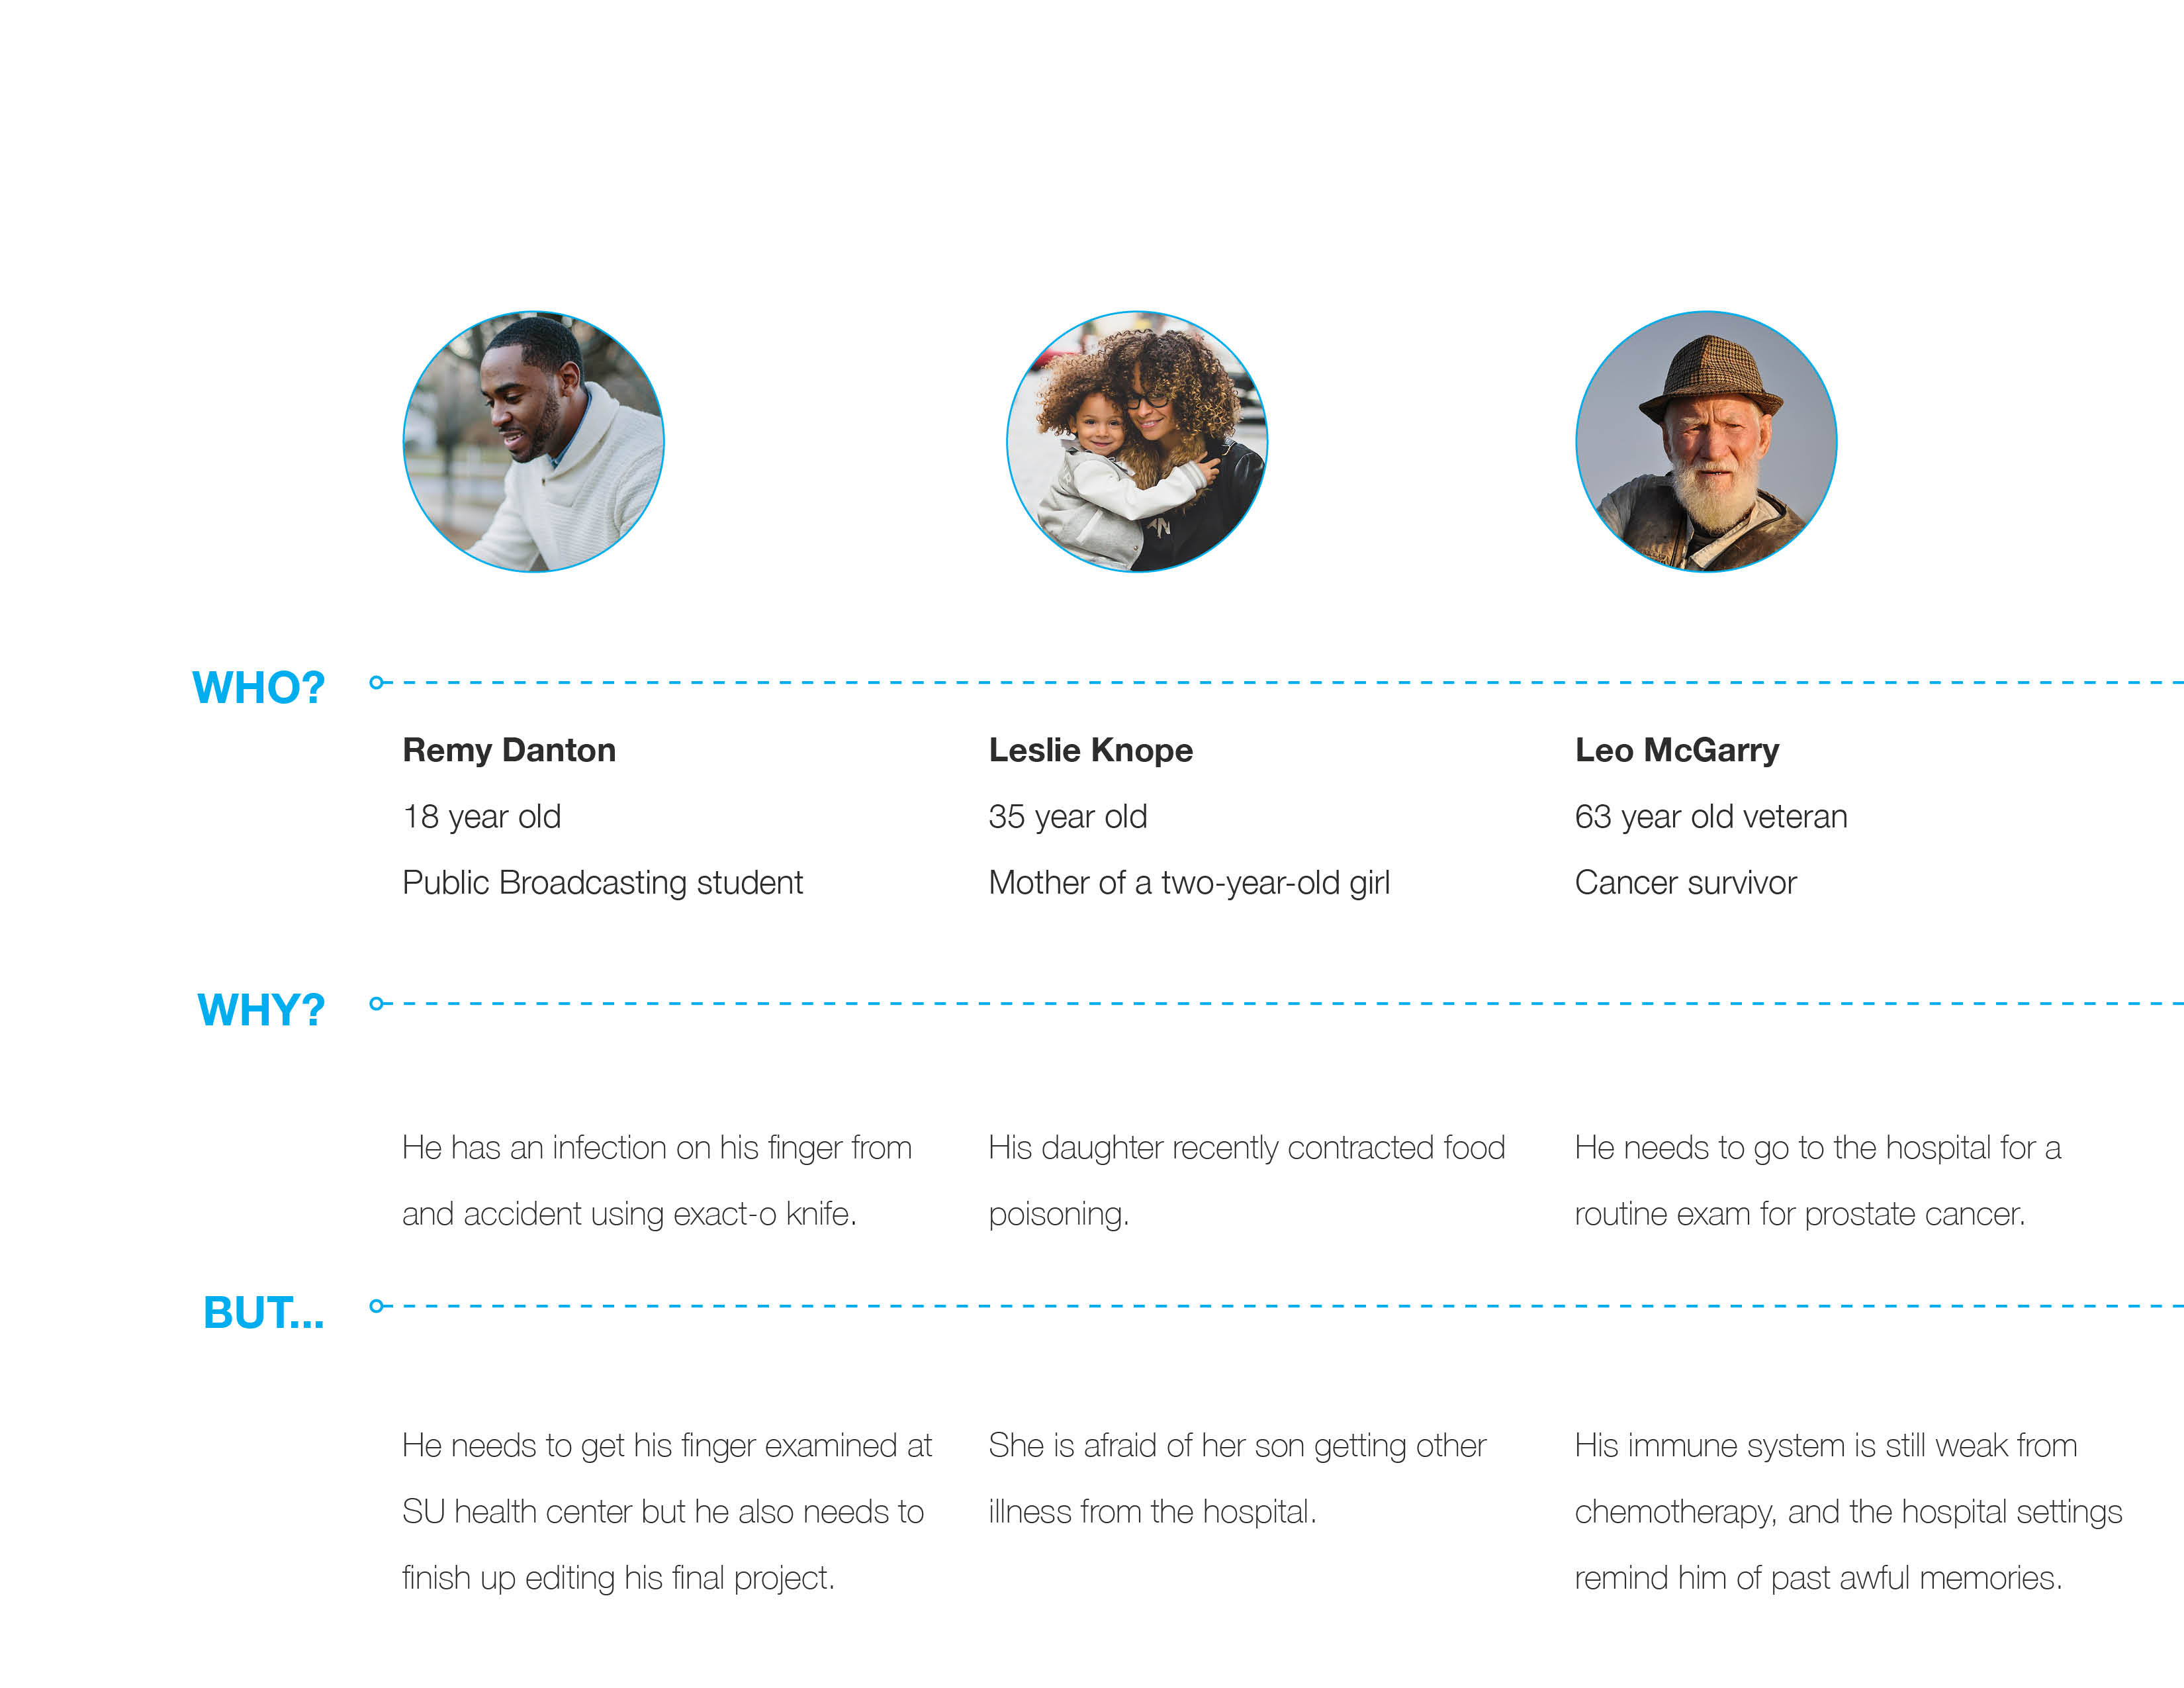 WHO?
Remy Danton
18 year old
Public Broadcasting student
Leslie Knope
35 year old
Mother of a two-year-old girl
Leo McGarry
63 year old veteran
Cancer survivor
WHY?
He has an infection on his finger from
and accident using exact-o knife.
His daughter recently contracted food
poisoning.
He needs to go to the hospital for a
routine exam for prostate cancer.
BUT...
He needs to get his finger examined at
SU health center but he also needs to
finish up editing his final project.
She is afraid of her son getting other
illness from the hospital.
His immune system is still weak from
chemotherapy, and the hospital settings
remind him of past awful memories.